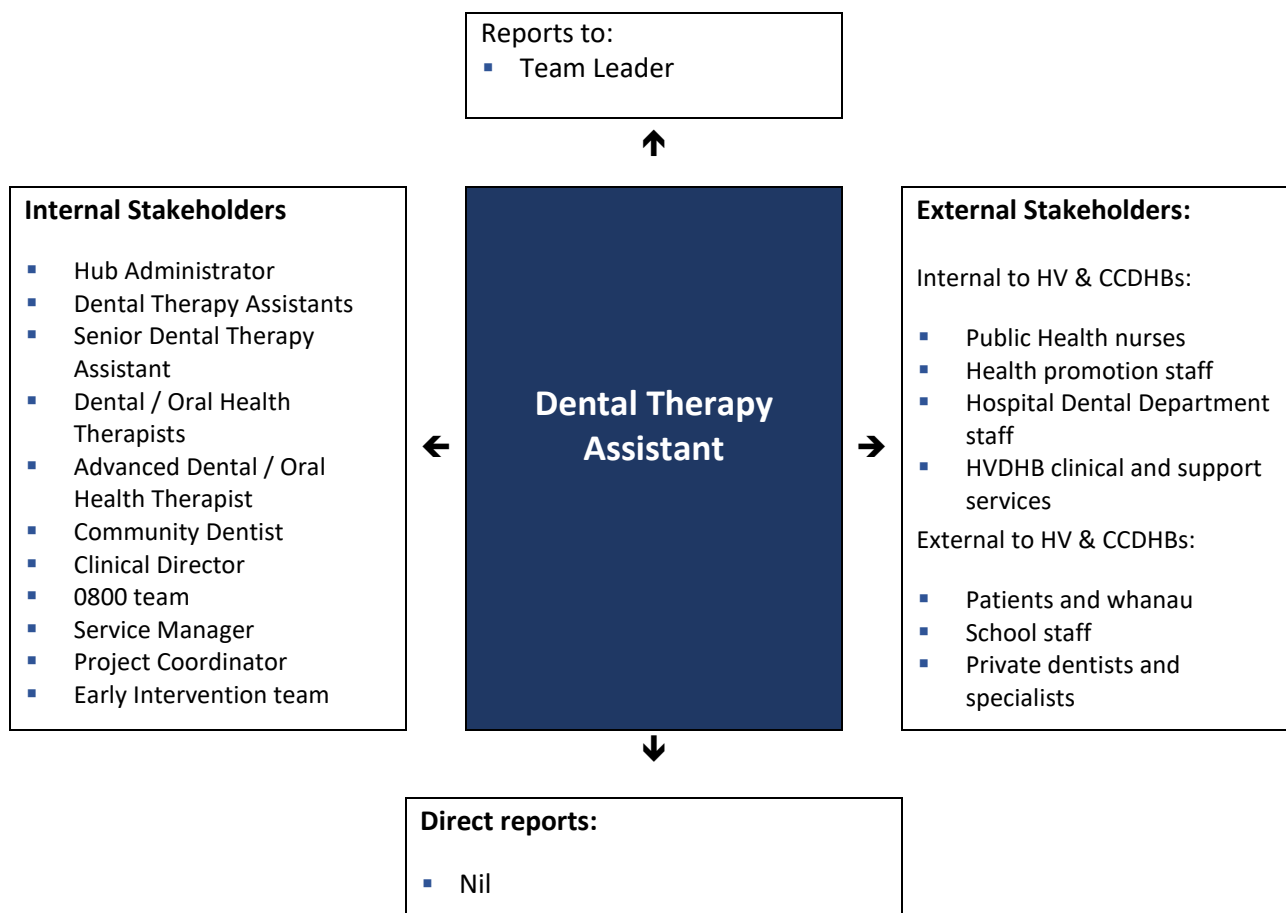 Reports to:
▪ Team Leader
🡹
Internal Stakeholders
▪ Hub Administrator
▪ Dental Therapy Assistants
▪ Senior Dental Therapy
Assistant
▪ Dental / Oral Health
Therapists
▪ Advanced Dental / Oral
Health Therapist
▪ Community Dentist
▪ Clinical Director
▪ 0800 team
▪ Service Manager
▪ Project Coordinator
▪ Early Intervention team
🡸
Dental Therapy
Assistant
🡺
External Stakeholders:
Internal to HV & CCDHBs:
▪ Public Health nurses
▪ Health promotion staff
▪ Hospital Dental Department
staff
▪ HVDHB clinical and support
services
External to HV & CCDHBs:
▪ Patients and whanau
▪ School staff
▪ Private dentists and
specialists
🡻
Direct reports:
▪ Nil